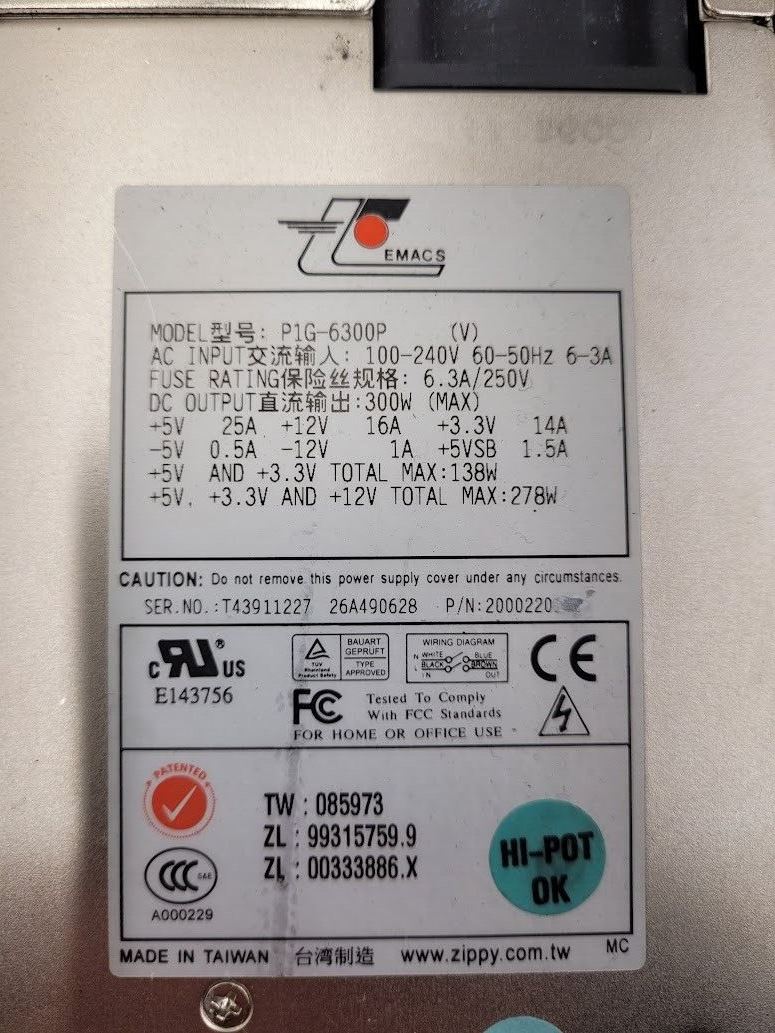 EMACS
MODEL型号: P1G-6300P (V)
AC INPUT交流输入: 100-240V 60-50Hz 6-3A
FUSE RATING保险丝规格: 6.3A/250V
DC OUTPUT直流输出:300W (MAX)
+5V 25A +12V 16A +3.3V 14A
-5V 0.5A -12V 1A +5VSB 1.5A
+5V AND +3.3V TOTAL MAX:138W
+5V, +3.3V AND +12V TOTAL MAX:278W
CAUTION: Do not remove this power supply cover under any circumstances.
SER.NO.:T43911227 26A490628 P/N:2000220
c RU ® US
E143756
TÜV
Rheinland
Product Safety
BAUART
GEPRUFT
TYPE
APPROVED
WIRING DIAGRAM
N WHITE BLUE
L BLACK BROWN
IN OUT
CE
FC
Tested To Comply
With FCC Standards
FOR HOME OR OFFICE USE
PATENTED
TW : 085973
ZL : 99315759.9
ZL : 00333886.X
CCC S&E
A000229
HI-POT
OK
MADE IN TAIWAN 台湾制造 www.zippy.com.tw MC